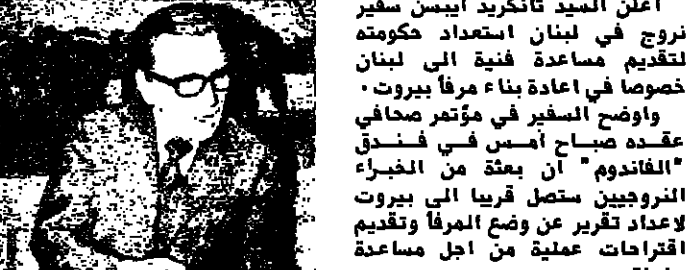 اعلن السيد تانكريد ايبسن سفير
نروج في لبنان استعداد حكومته
لتقديم مساعدة فنية الى لبنان
خصوصا في اعادة بناء مرفأ بيروت ٠
واوضح السفير في مؤتمر صحافي
عقده صباح أمس في فندق
"الفاندوم" ان بعثة من الخبراء
النروجيين ستصل قريبا الى بيروت
لاعداد تقرير عن وضع المرفأ وتقديم
اقتراحات عملية من اجل مساعدة